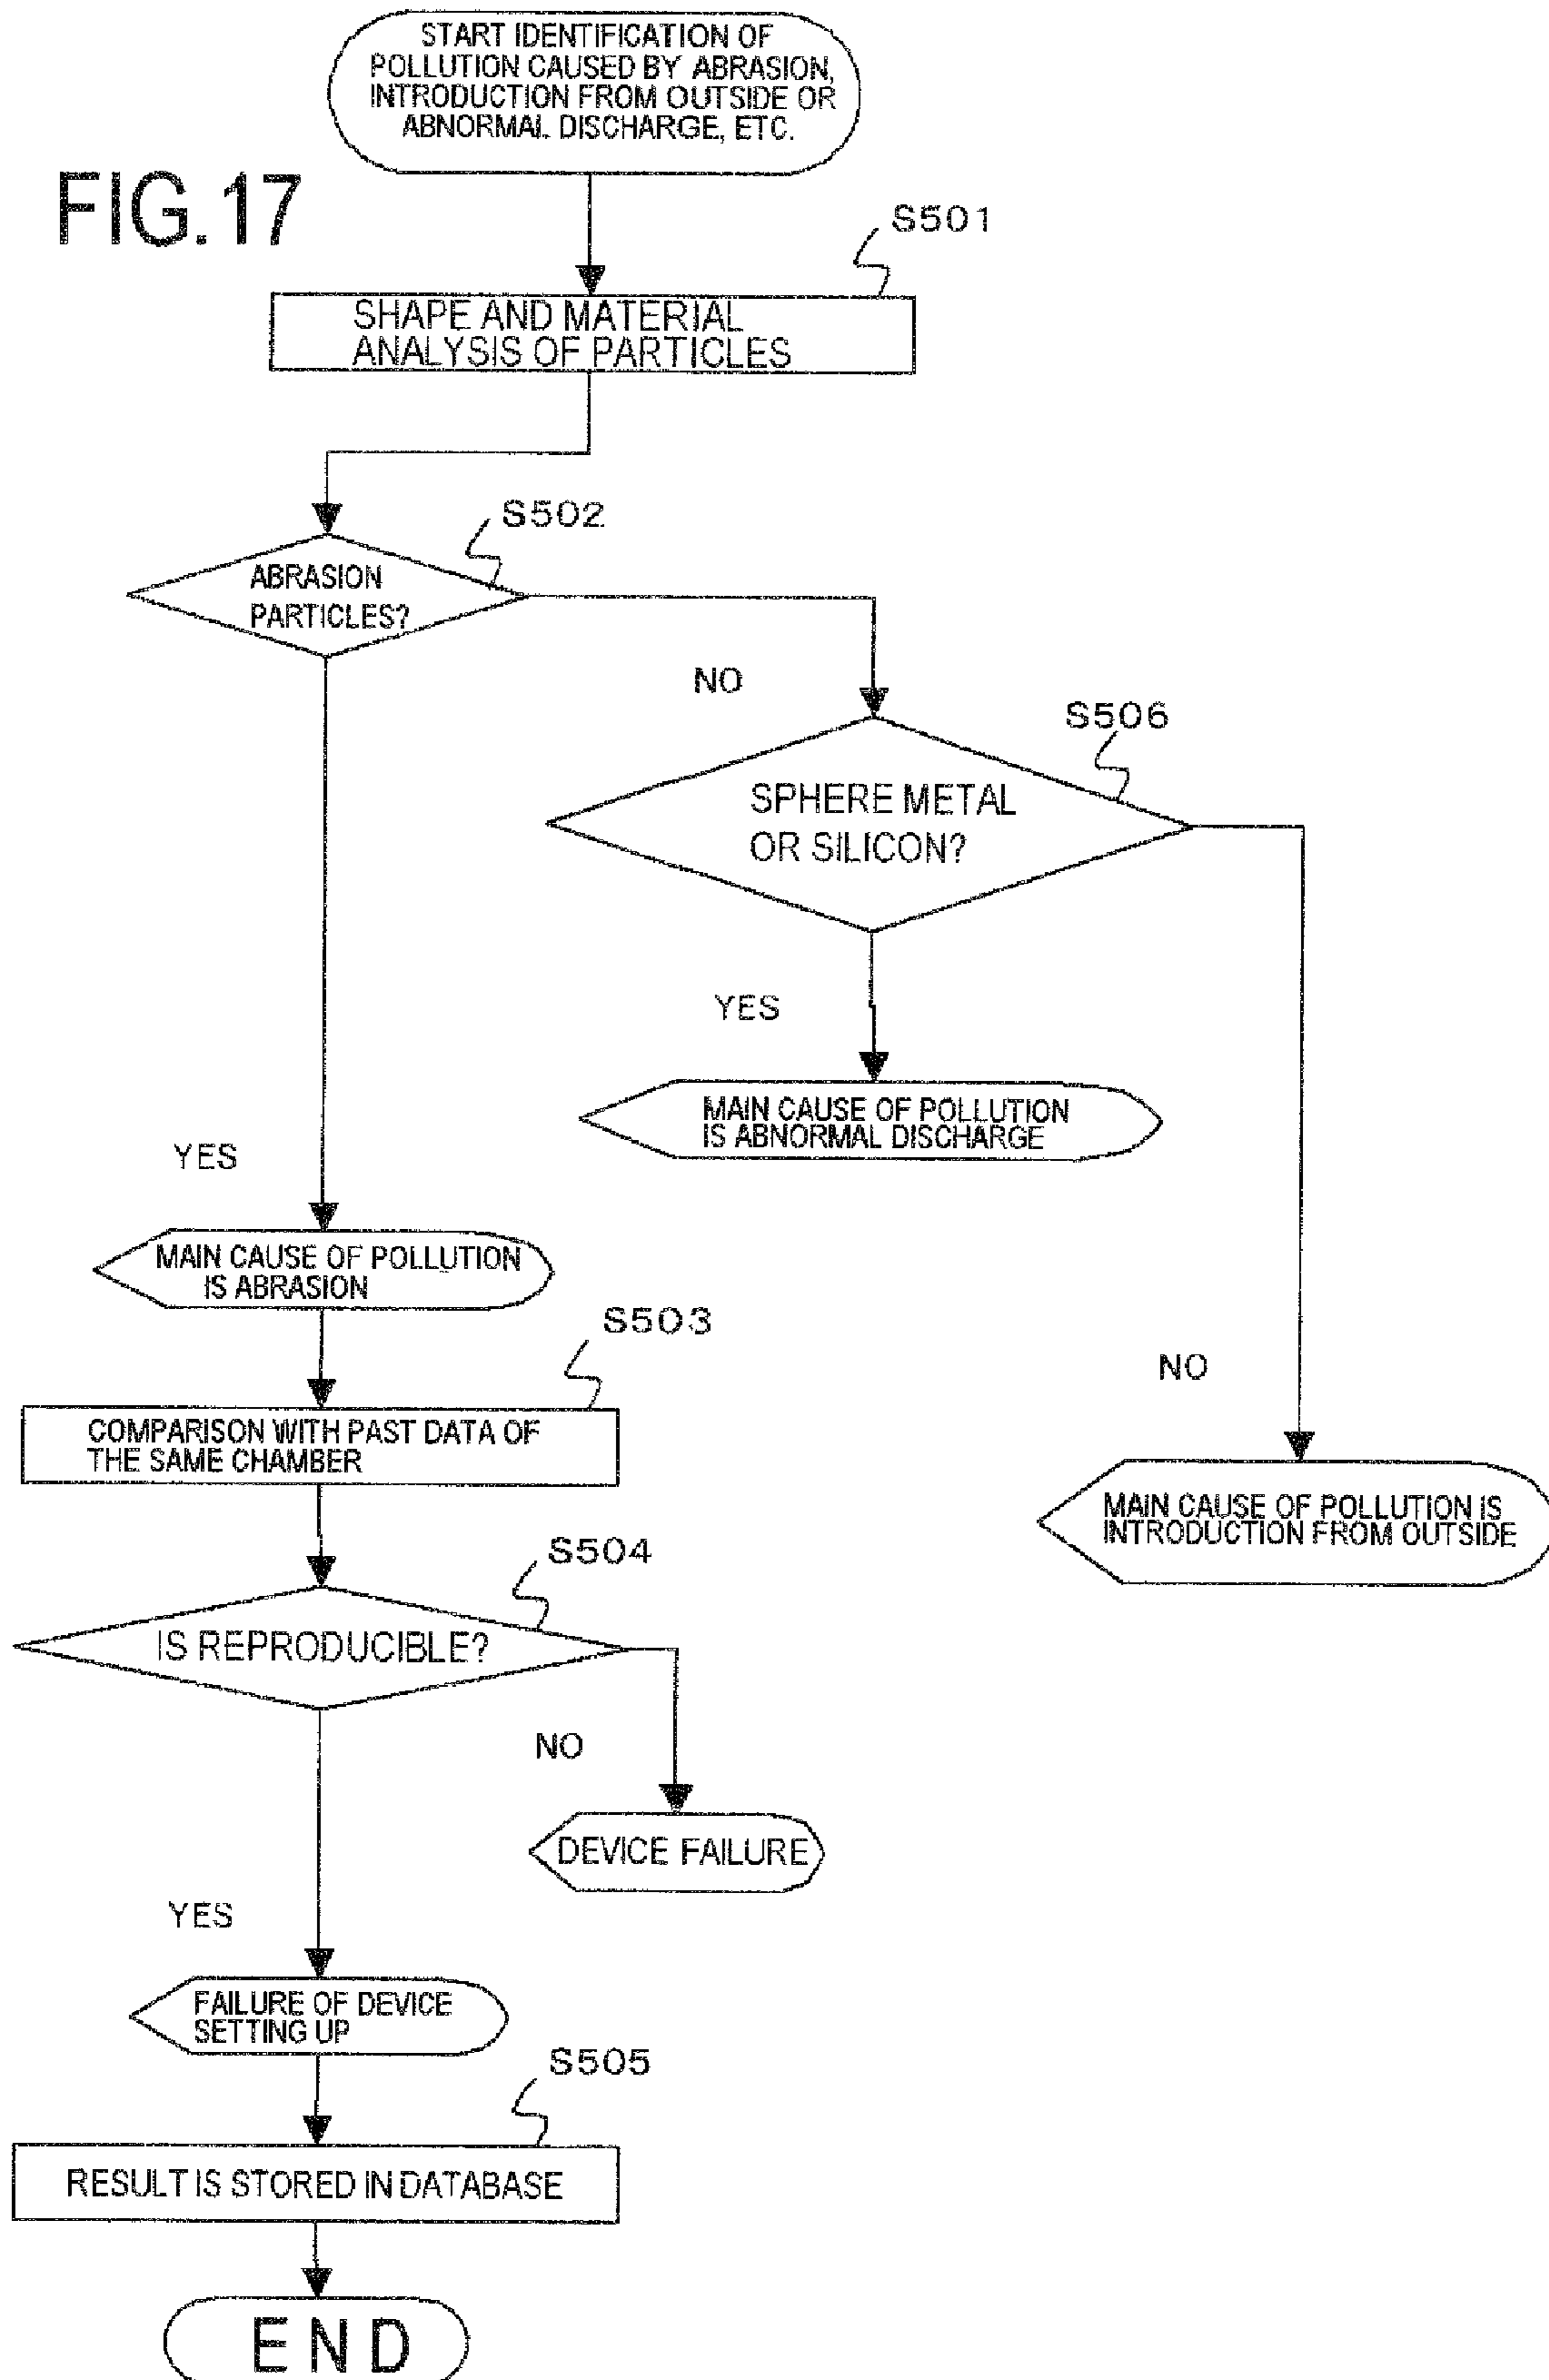 START IDENTIFICATION OF
POLLUTION CAUSED BY ABRASION,
INTRODUCTION FROM OUTSIDE OR
ABNORMAL DISCHARGE, ETC.
FIG.17
S501
SHAPE AND MATERIAL
ANALYSIS OF PARTICLES
S502
ABRASION
PARTICLES?
NO
S506
SPHERE METAL
OR SILICON?
YES
MAIN CAUSE OF POLLUTION
IS ABNORMAL DISCHARGE
YES
MAIN CAUSE OF POLLUTION
IS ABRASION
S503
NO
COMPARISON WITH PAST DATA OF
THE SAME CHAMBER
MAIN CAUSE OF POLLUTION IS
INTRODUCTION FROM OUTSIDE
S504
IS REPRODUCIBLE?
NO
DEVICE FAILURE
YES
FAILURE OF DEVICE
SETTING UP
S505
RESULT IS STORED IN DATABASE
END